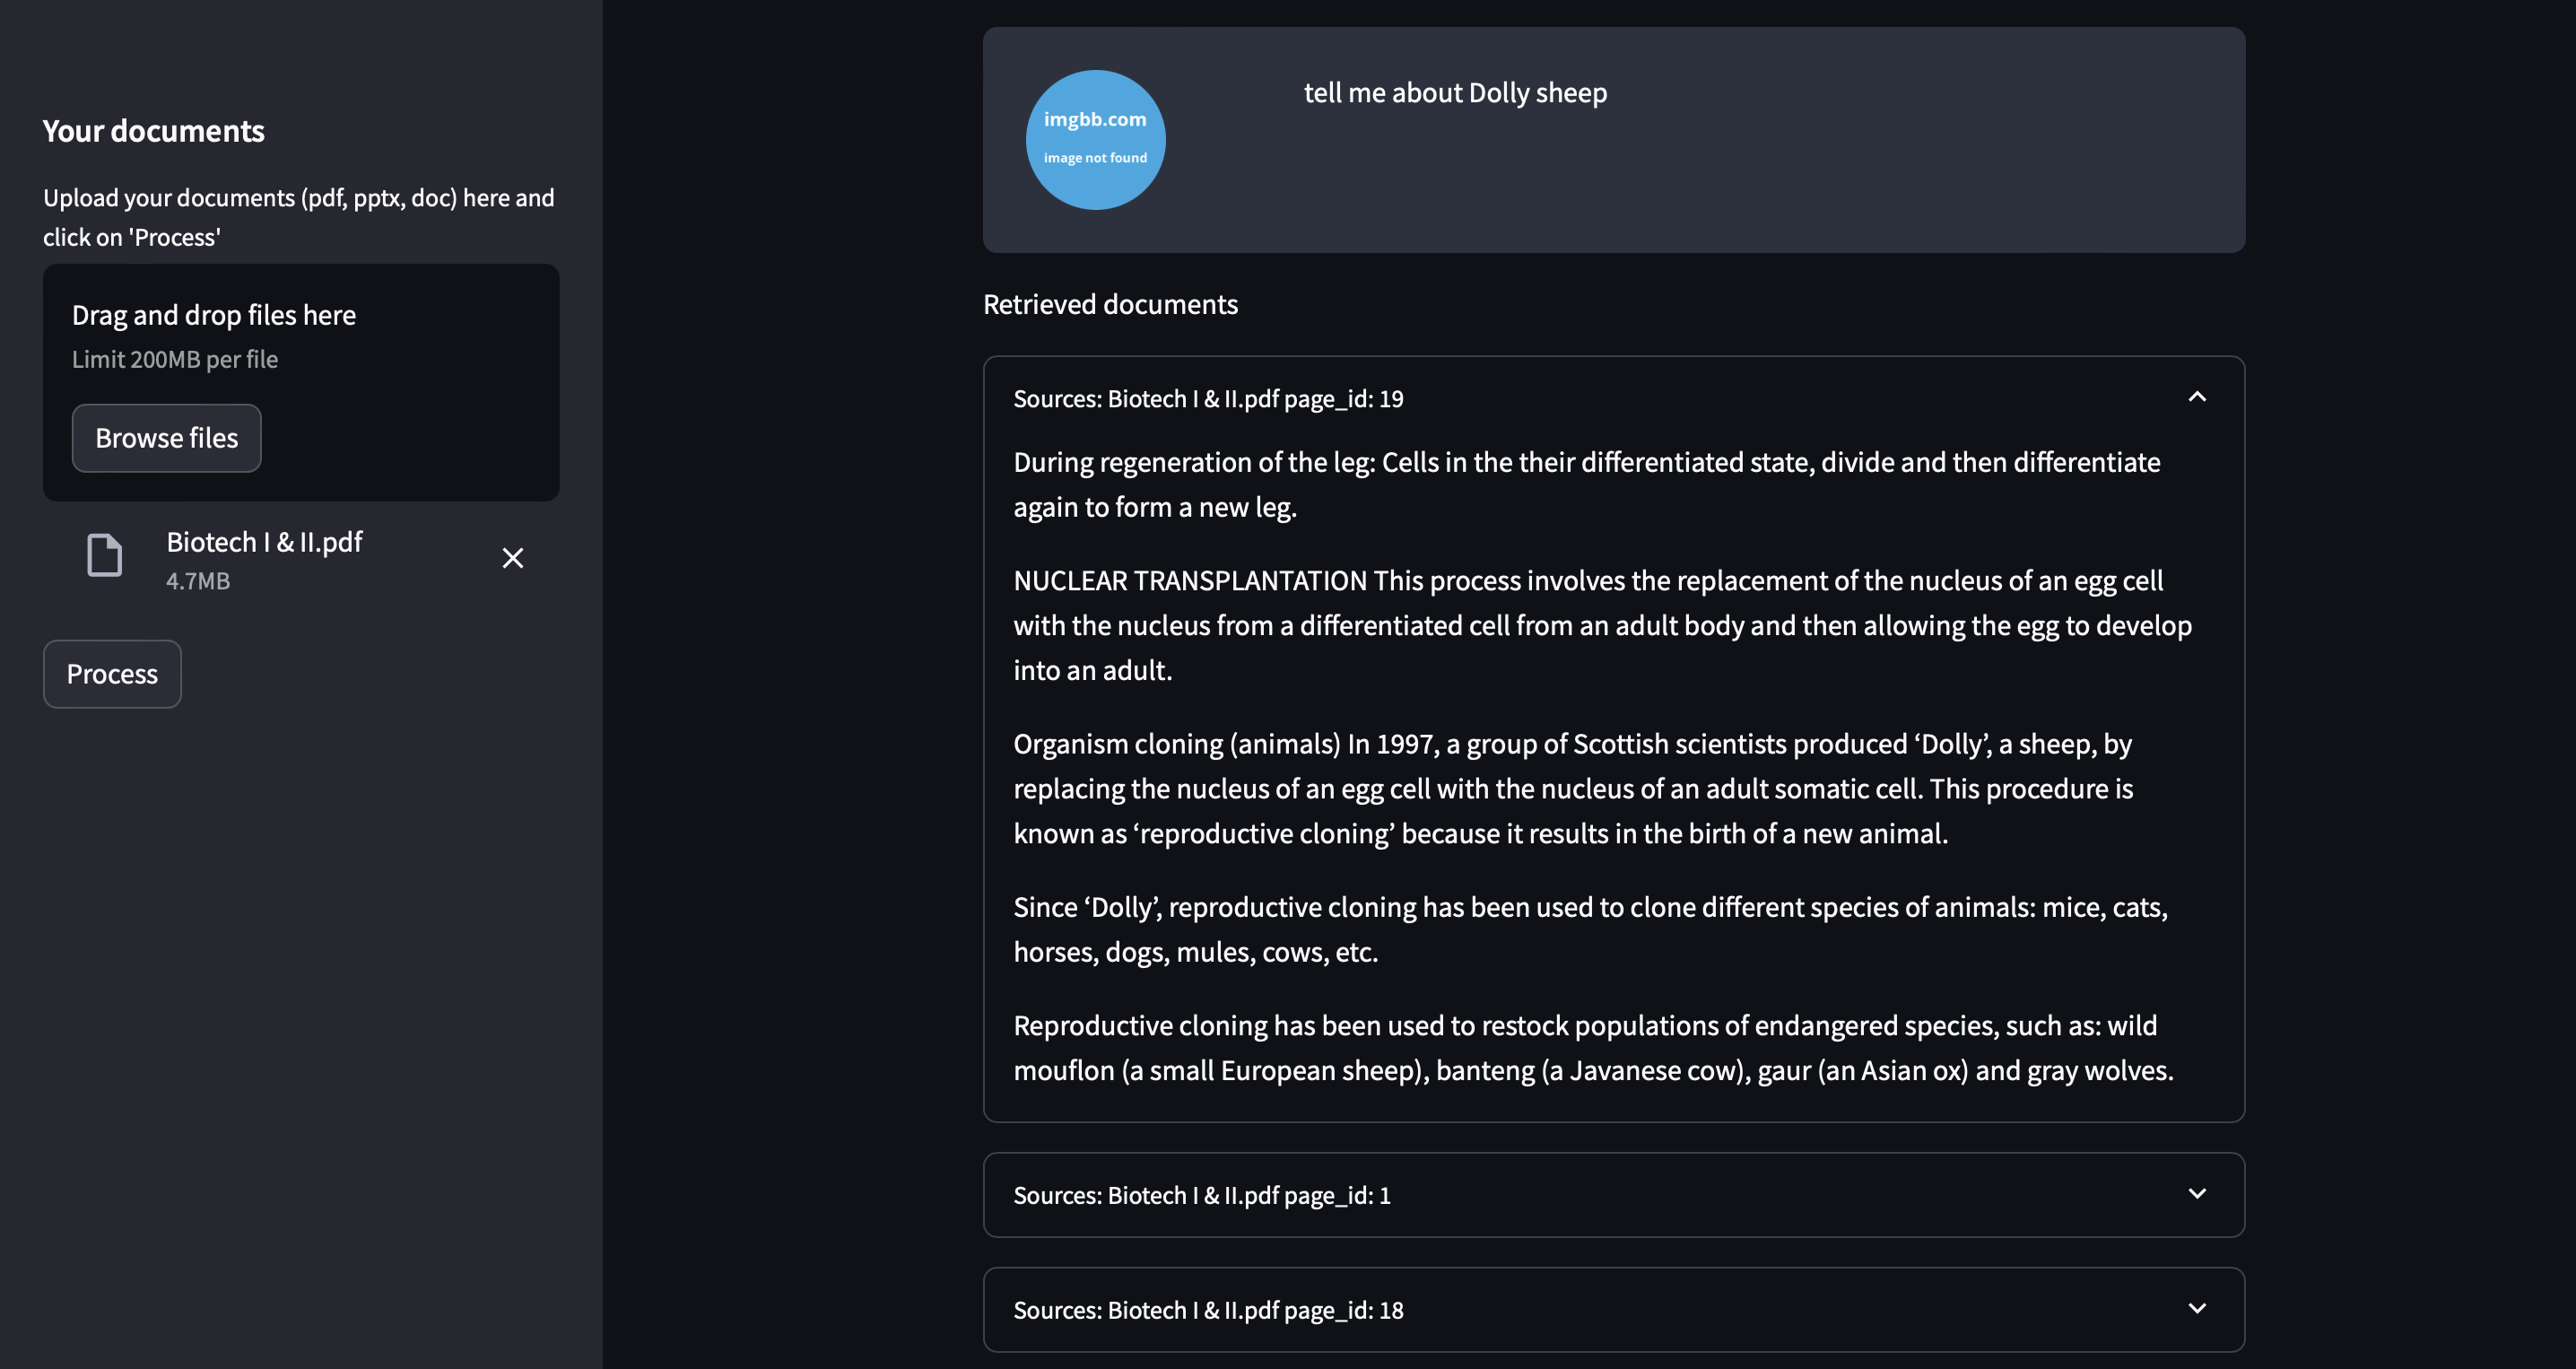 Your documents
Upload your documents (pdf, pptx, doc) here and
click on 'Process'
Drag and drop files here
Limit 200MB per file
Browse files
Biotech I & II.pdf
4.7MB
Process
imgbb.com
image not found
tell me about Dolly sheep
Retrieved documents
Sources: Biotech I & II.pdf page_id: 19
During regeneration of the leg: Cells in the their differentiated state, divide and then differentiate
again to form a new leg.
NUCLEAR TRANSPLANTATION This process involves the replacement of the nucleus of an egg cell
with the nucleus from a differentiated cell from an adult body and then allowing the egg to develop
into an adult.
Organism cloning (animals) In 1997, a group of Scottish scientists produced ‘Dolly’, a sheep, by
replacing the nucleus of an egg cell with the nucleus of an adult somatic cell. This procedure is
known as ‘reproductive cloning’ because it results in the birth of a new animal.
Since ‘Dolly’, reproductive cloning has been used to clone different species of animals: mice, cats,
horses, dogs, mules, cows, etc.
Reproductive cloning has been used to restock populations of endangered species, such as: wild
mouflon (a small European sheep), banteng (a Javanese cow), gaur (an Asian ox) and gray wolves.
Sources: Biotech I & II.pdf page_id: 1
Sources: Biotech I & II.pdf page_id: 18